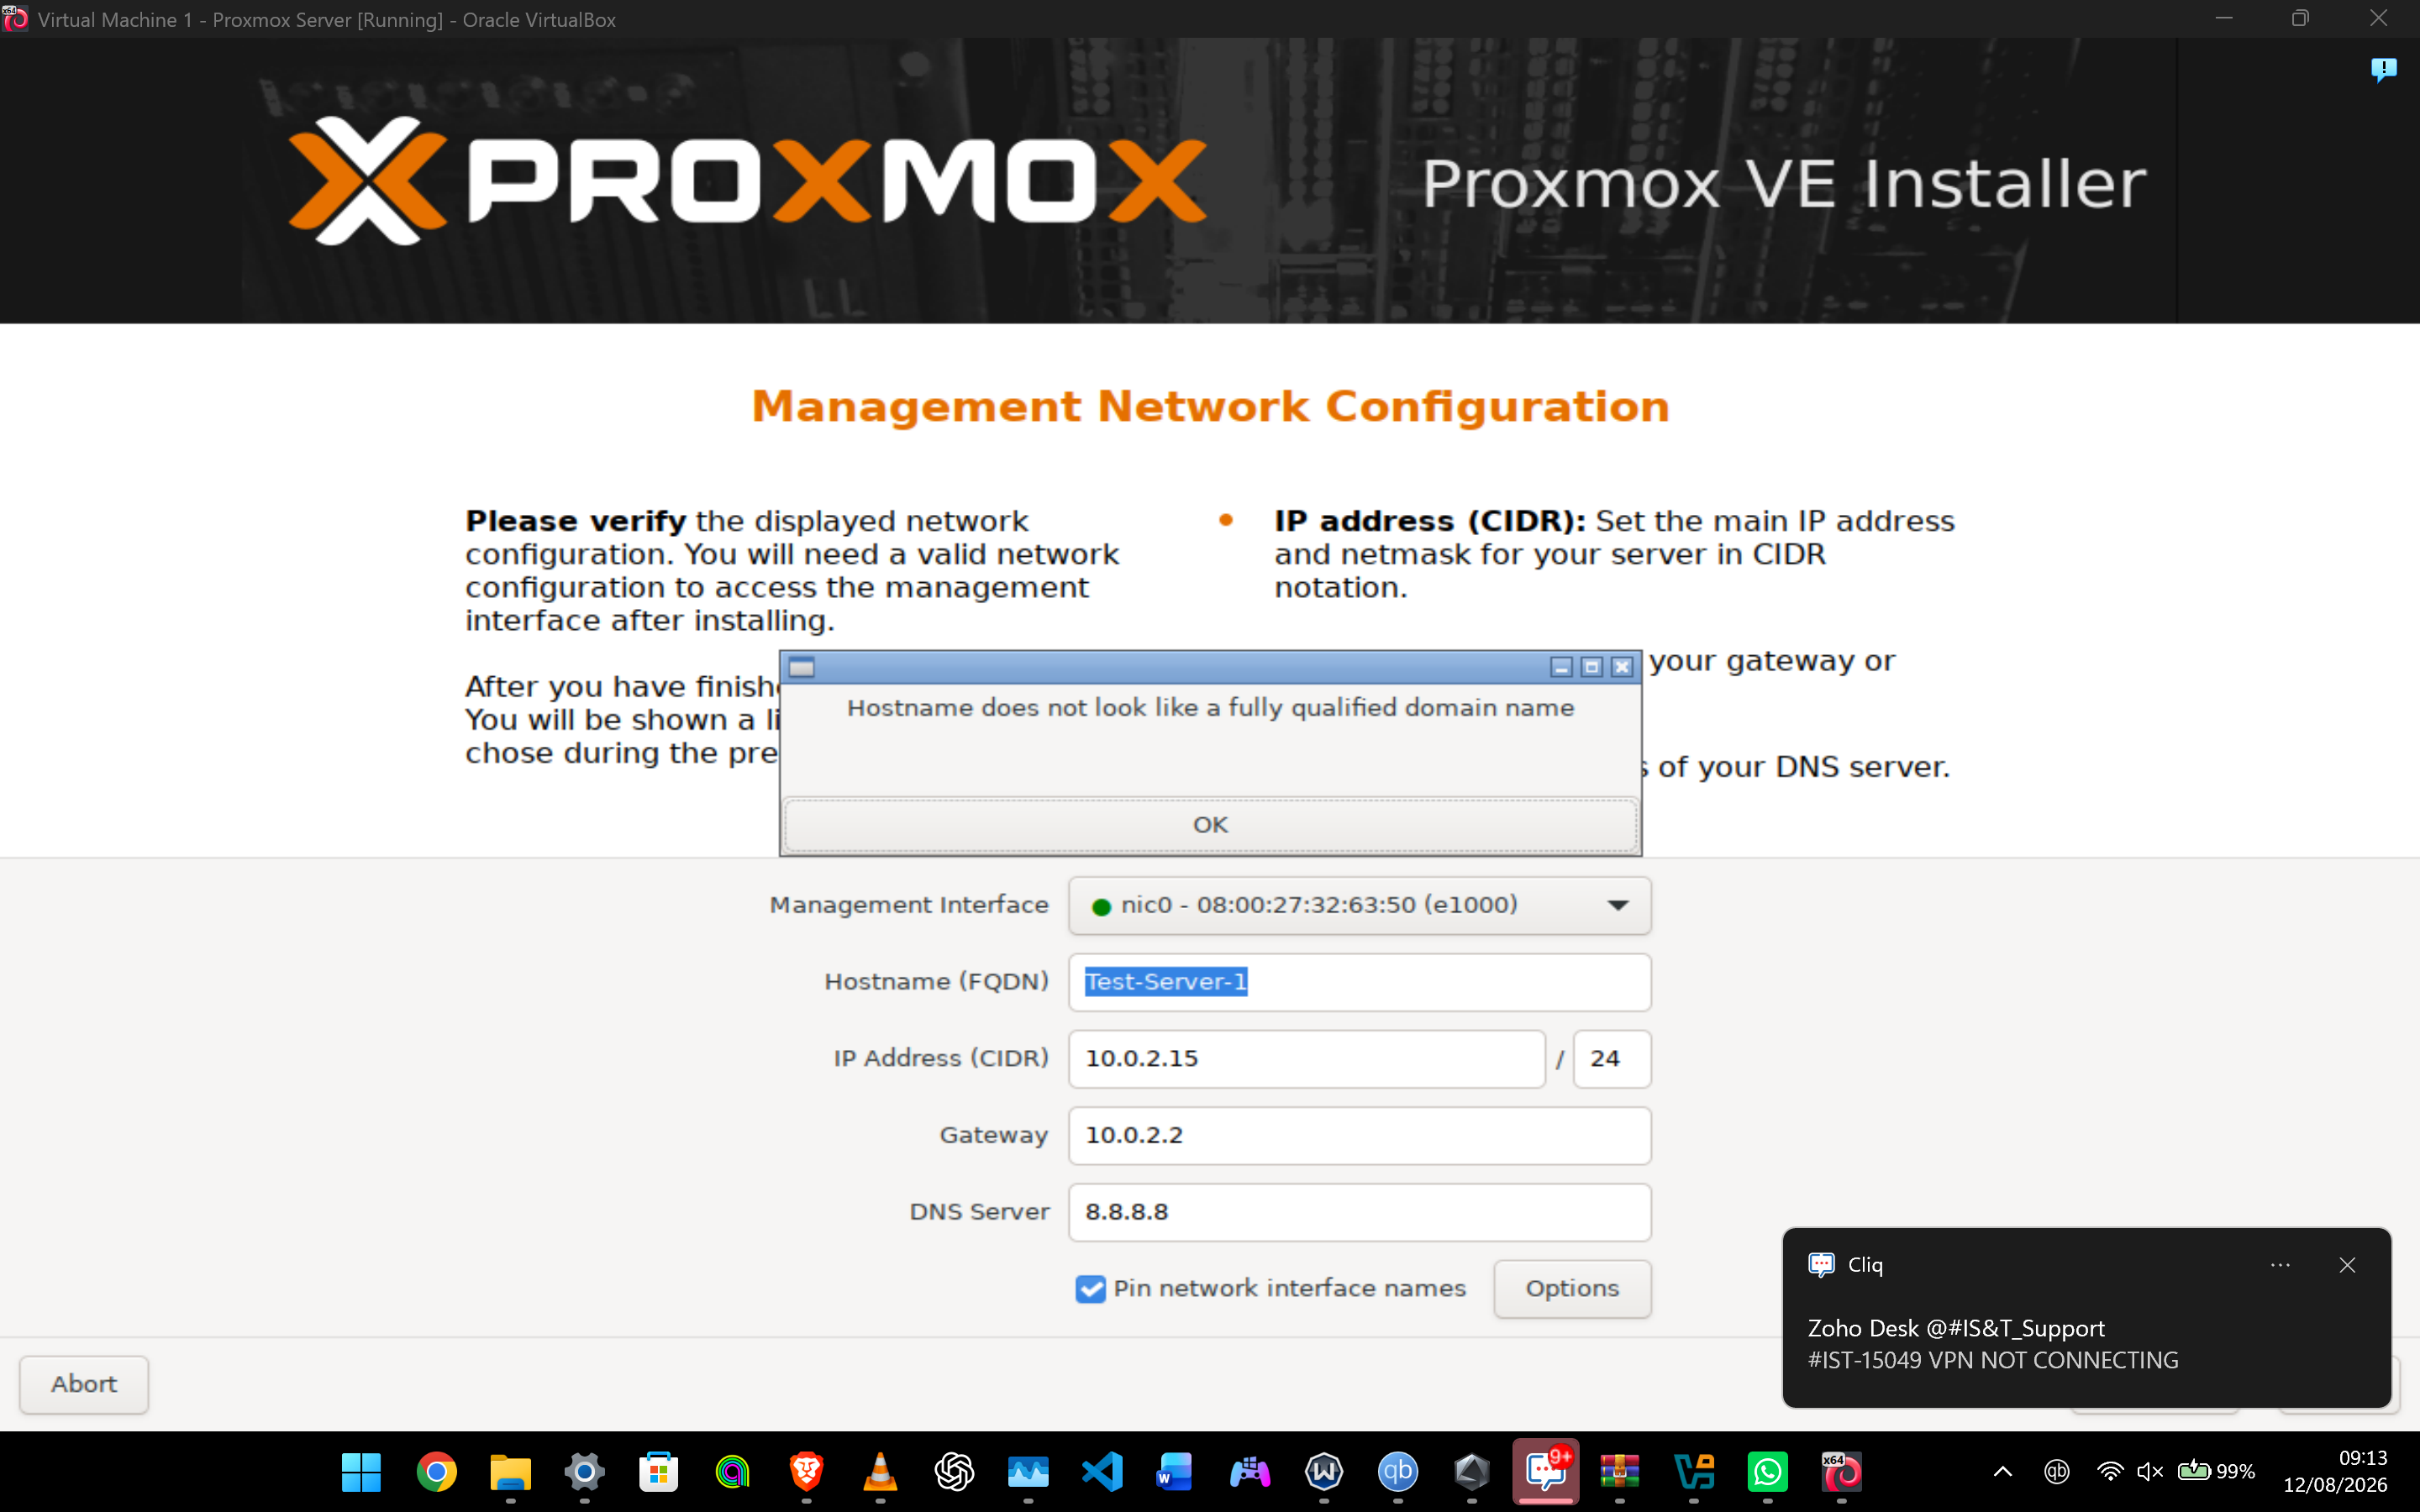 Virtual Machine 1 - Proxmox Server [Running] - Oracle VirtualBox
PROXMOX
Proxmox VE Installer
Management Network Configuration
Please verify the displayed network
configuration. You will need a valid network
configuration to access the management
interface after installing.
After you have finish
You will be shown a li
chose during the pre
IP address (CIDR): Set the main IP address
and netmask for your server in CIDR
notation.
your gateway or
of your DNS server.
Hostname does not look like a fully qualified domain name
OK
Management Interface
nic0 - 08:00:27:32:63:50 (e1000)
Hostname (FQDN)
Test-Server-1
IP Address (CIDR)
10.0.2.15 / 24
Gateway
10.0.2.2
DNS Server
8.8.8.8
Pin network interface names
Options
Abort
Cliq
Zoho Desk @#IS&T_Support
#IST-15049 VPN NOT CONNECTING
9+
x64
99%
09:13
12/08/2026